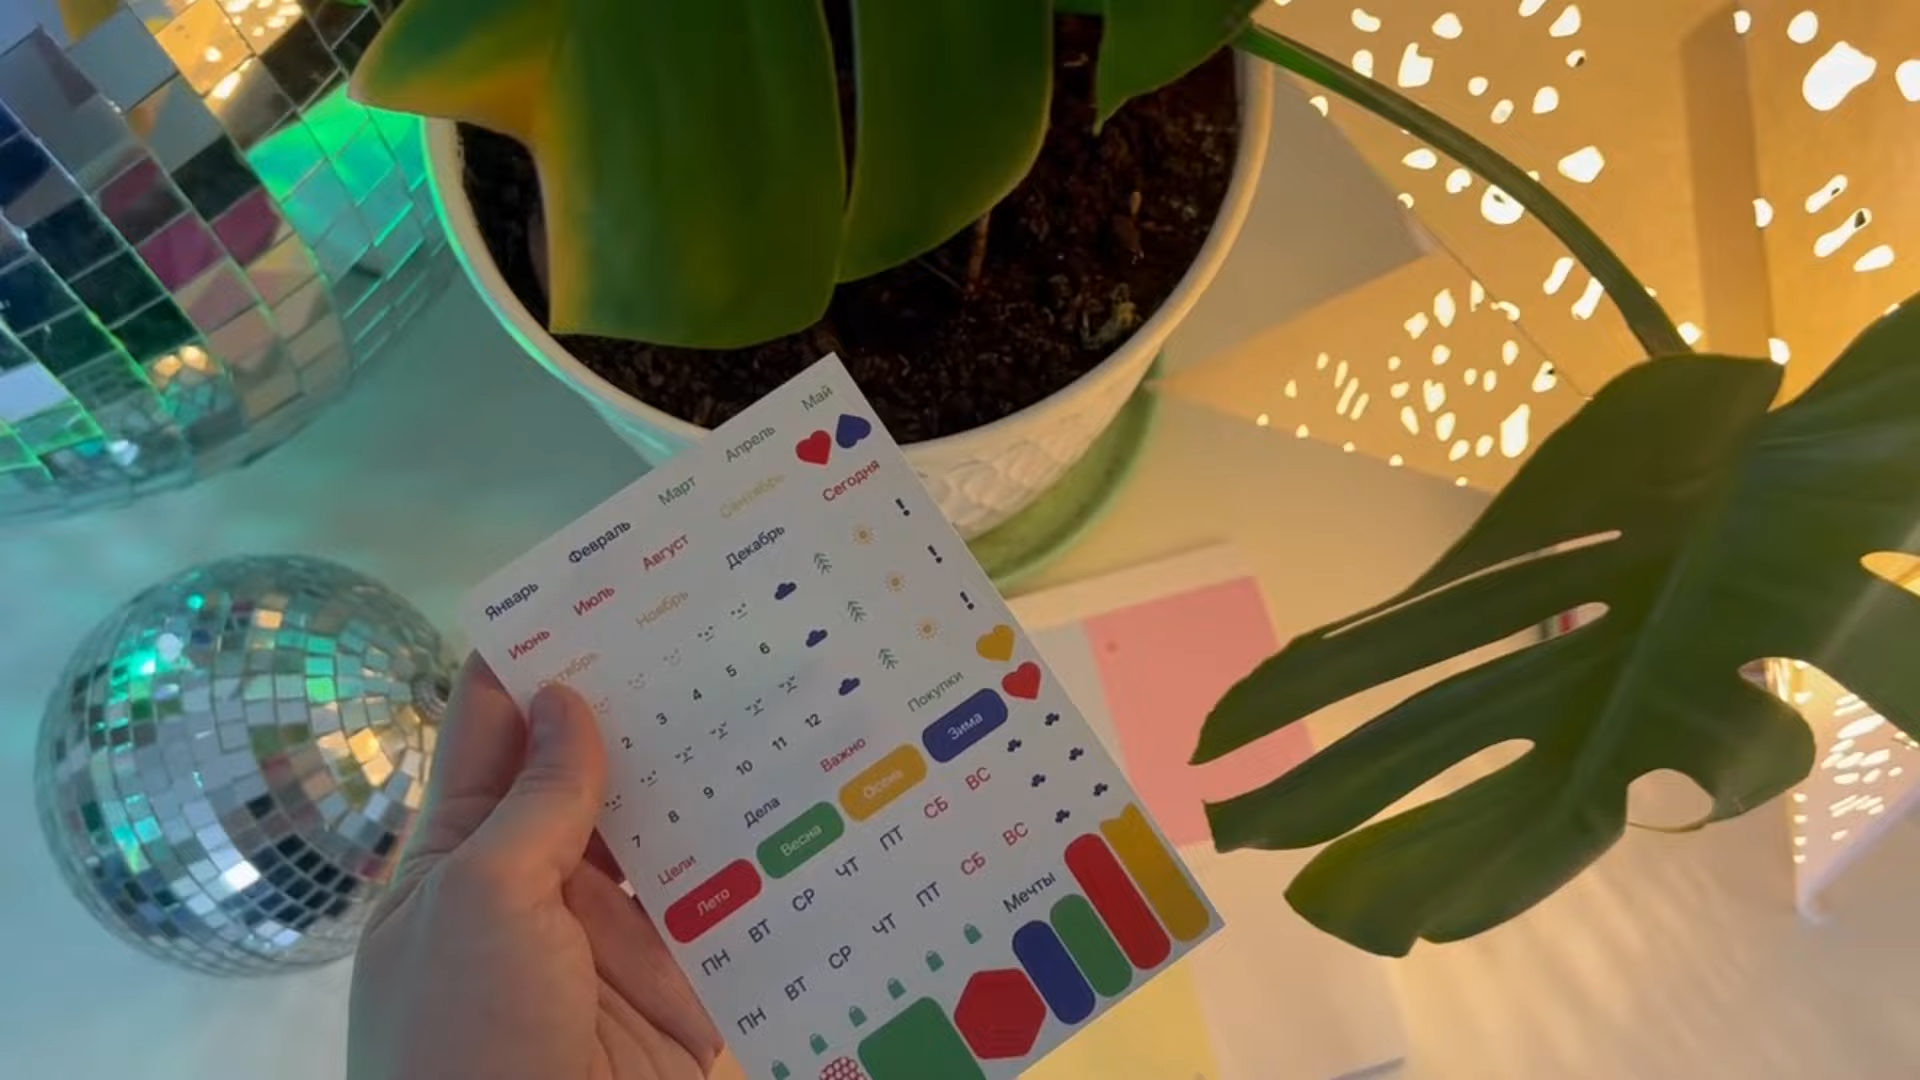 Январь Февраль Март Апрель Май
Июнь Июль Август Сентябрь
Октябрь Ноябрь Декабрь Сегодня
! ! !
2 3 4 5 6
7 8 9 10 11 12
Цели Дела Важно Покупки
Лето Весна Осень Зима
ПН ВТ СР ЧТ ПТ СБ ВС
ПН ВТ СР ЧТ ПТ СБ ВС
Мечты